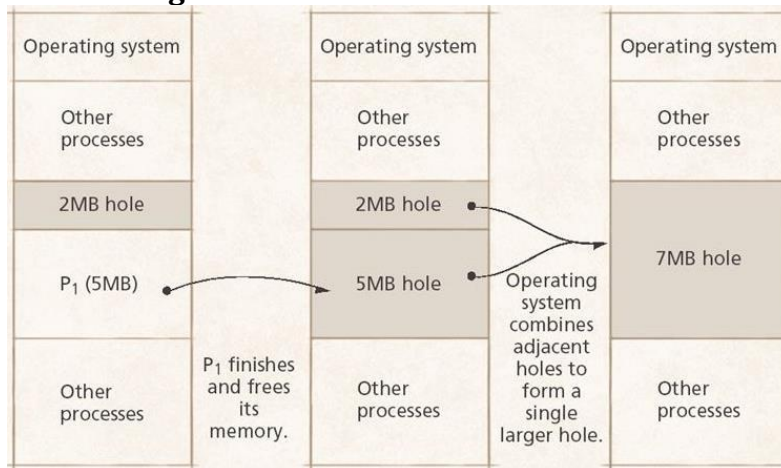 Operating system
Other
processes
2MB hole
P₁ (5MB)
Other
processes
P₁ finishes
and frees
its
memory.
Operating system
Other
processes
2MB hole
5MB hole
Other
processes
Operating
system
combines
adjacent
holes to
form a
single
larger hole.
Operating system
Other
processes
7MB hole
Other
processes